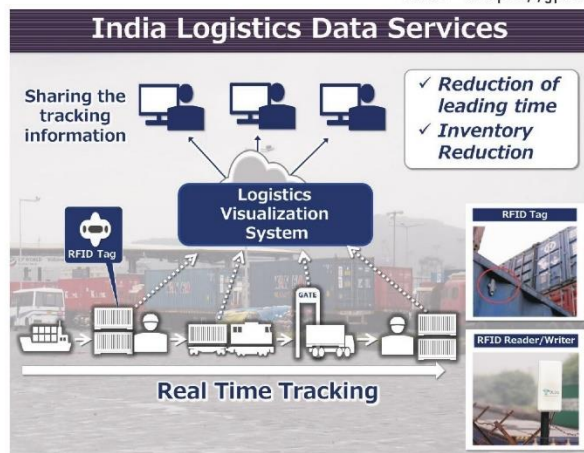 India Logistics Data Services
Sharing the
tracking
information
✓ Reduction of
leading time
✓ Inventory
Reduction
Logistics
Visualization
System
RFID Tag
RFID Tag
GATE
RFID Reader/Writer
Real Time Tracking